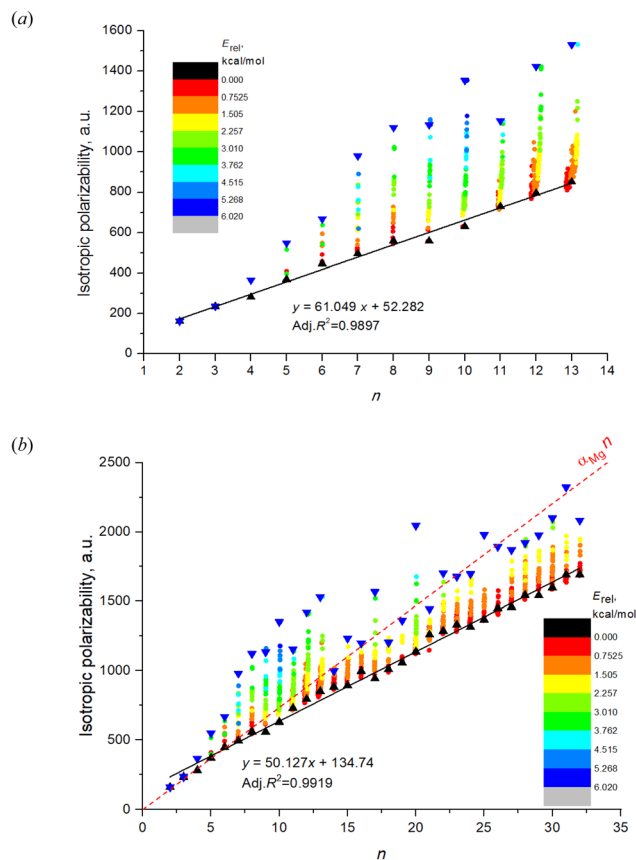 (a)
1600
1400
1200
1000
800
600
400
200
0
Isotropic polarizability, a.u.
E rel,
kcal/mol
0.000
0.7525
1.505
2.257
3.010
3.762
4.515
5.268
6.020
y = 61.049 x + 52.282
Adj.R²=0.9897
1 2 3 4 5 6 7 8 9 10 11 12 13 14
n
(b)
2500
2000
1500
1000
500
0
Isotropic polarizability, a.u.
α Mg n
E rel,
kcal/mol
0.000
0.7525
1.505
2.257
3.010
3.762
4.515
5.268
6.020
y = 50.127x + 134.74
Adj.R²=0.9919
0 5 10 15 20 25 30 35
n